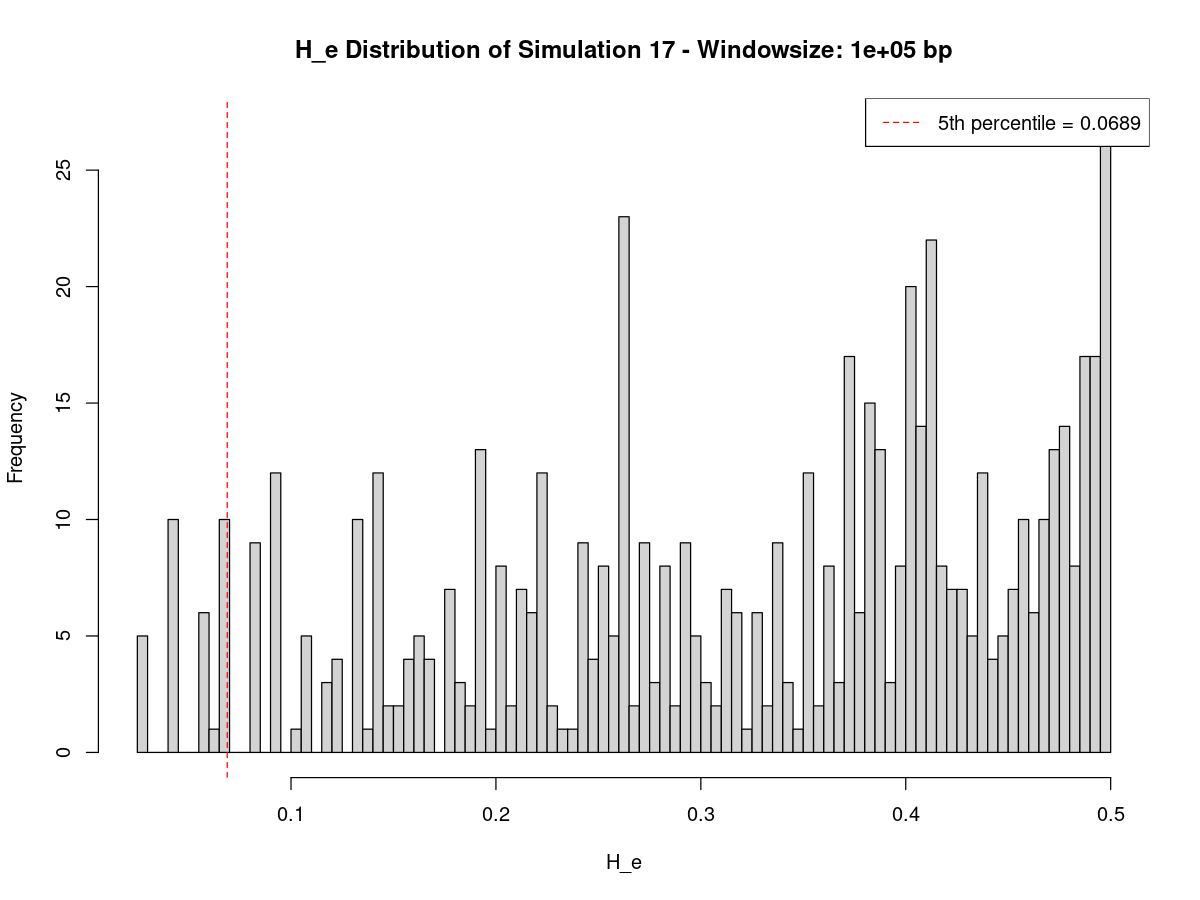 H_e Distribution of Simulation 17 - Windowsize: 1e+05 bp
5th percentile = 0.0689
Frequency
25
20
15
10
5
0
0.1 0.2 0.3 0.4 0.5
H_e